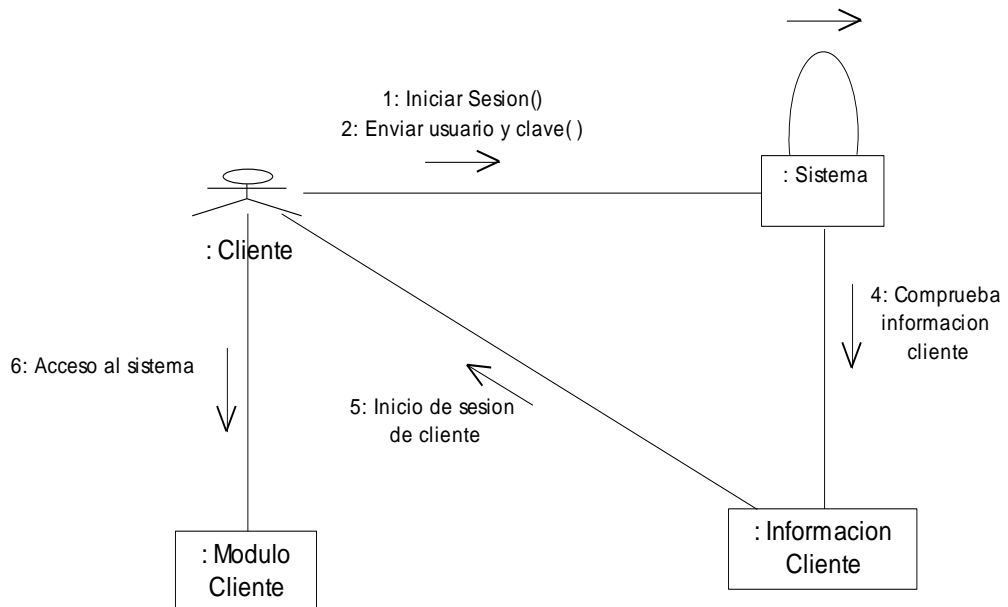 1: Iniciar Sesion()
2: Enviar usuario y clave( )
: Sistema
: Cliente
4: Comprueba
informacion
cliente
6: Acceso al sistema
5: Inicio de sesion
de cliente
: Modulo
Cliente
: Informacion
Cliente